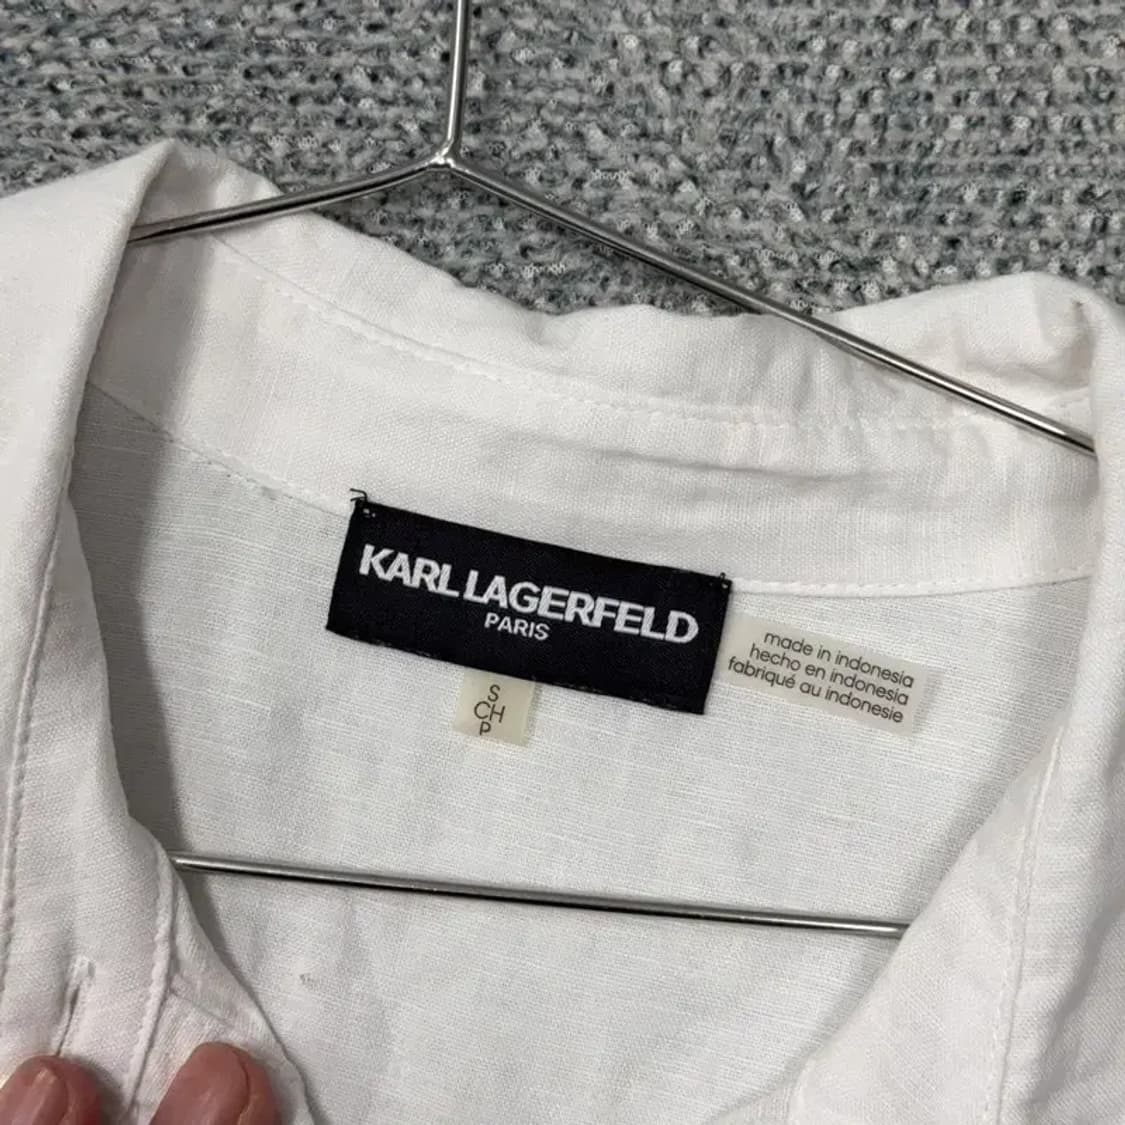 KARL LAGERFELD
PARIS
S
CH
P
made in indonesia
hecho en indonesia
fabriqué au indonesie